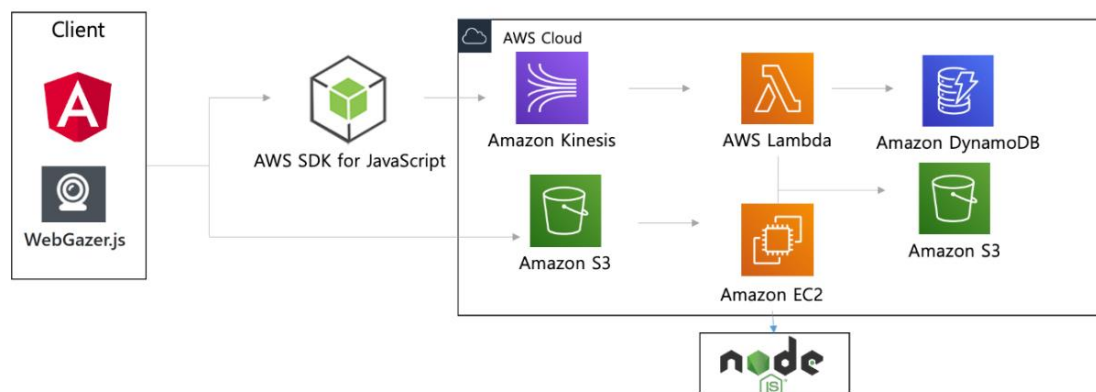 Client
A
WebGazer.js
AWS SDK for JavaScript
AWS Cloud
Amazon Kinesis
AWS Lambda
Amazon DynamoDB
Amazon S3
Amazon EC2
Amazon S3
node
JS